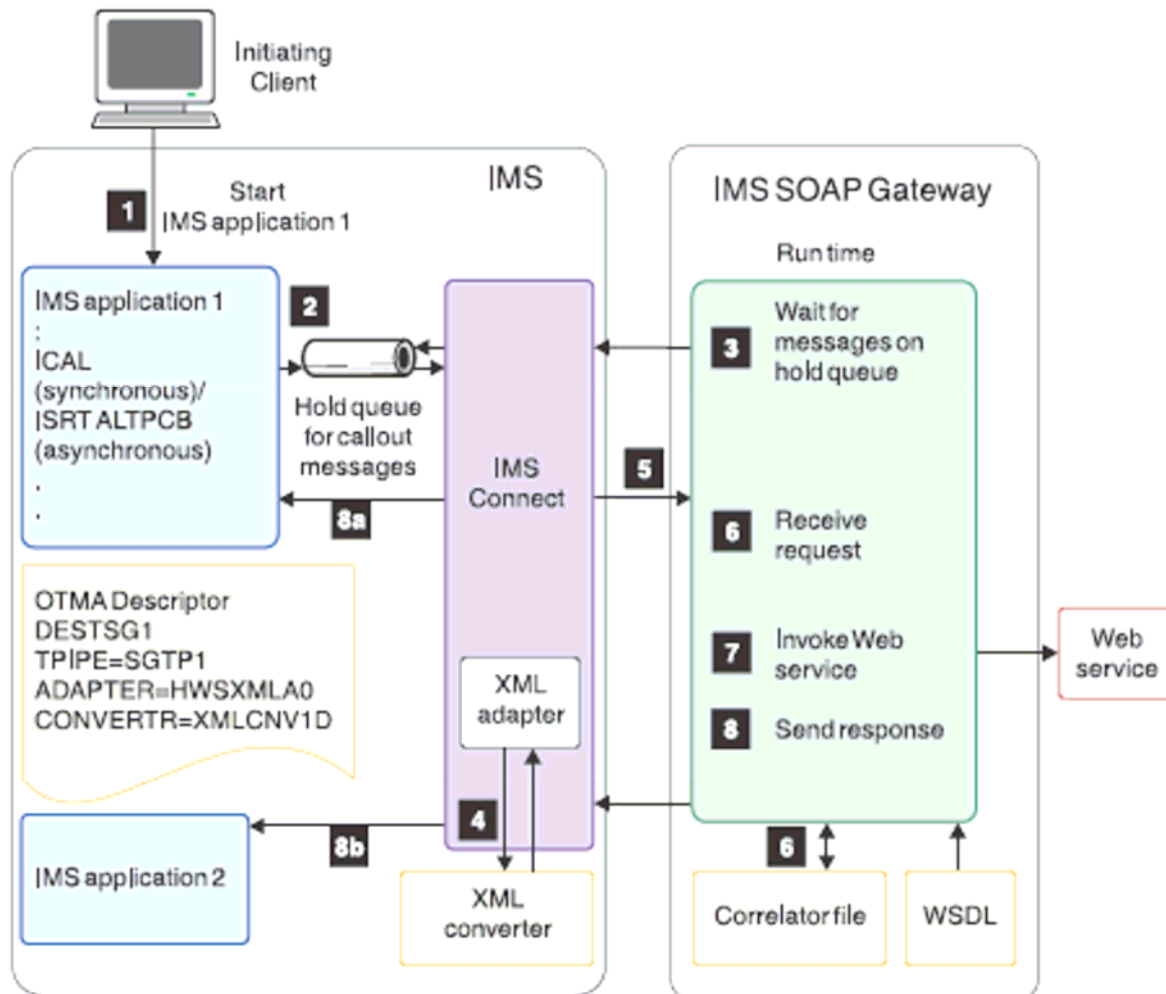 Initiating
Client
IMS
IMS SOAP Gateway
1
Start
IMS application 1
Run time
IMS application 1
:
ICAL
(synchronous)/
ISRT ALTPCB
(asynchronous)
.
.
2
Hold queue
for callout
messages
8a
IMS
Connect
3
Wait for
messages on
hold queue
5
6
Receive
request
7
Invoke Web
service
8
Send response
Web
service
OTMA Descriptor
DESTSG1
TPIPE=SGTP1
ADAPTER=HWSXMLA0
CONVERTR=XMLCNV1D
XML
adapter
4
8b
IMS application 2
XML
converter
6
Correlator file
WSDL